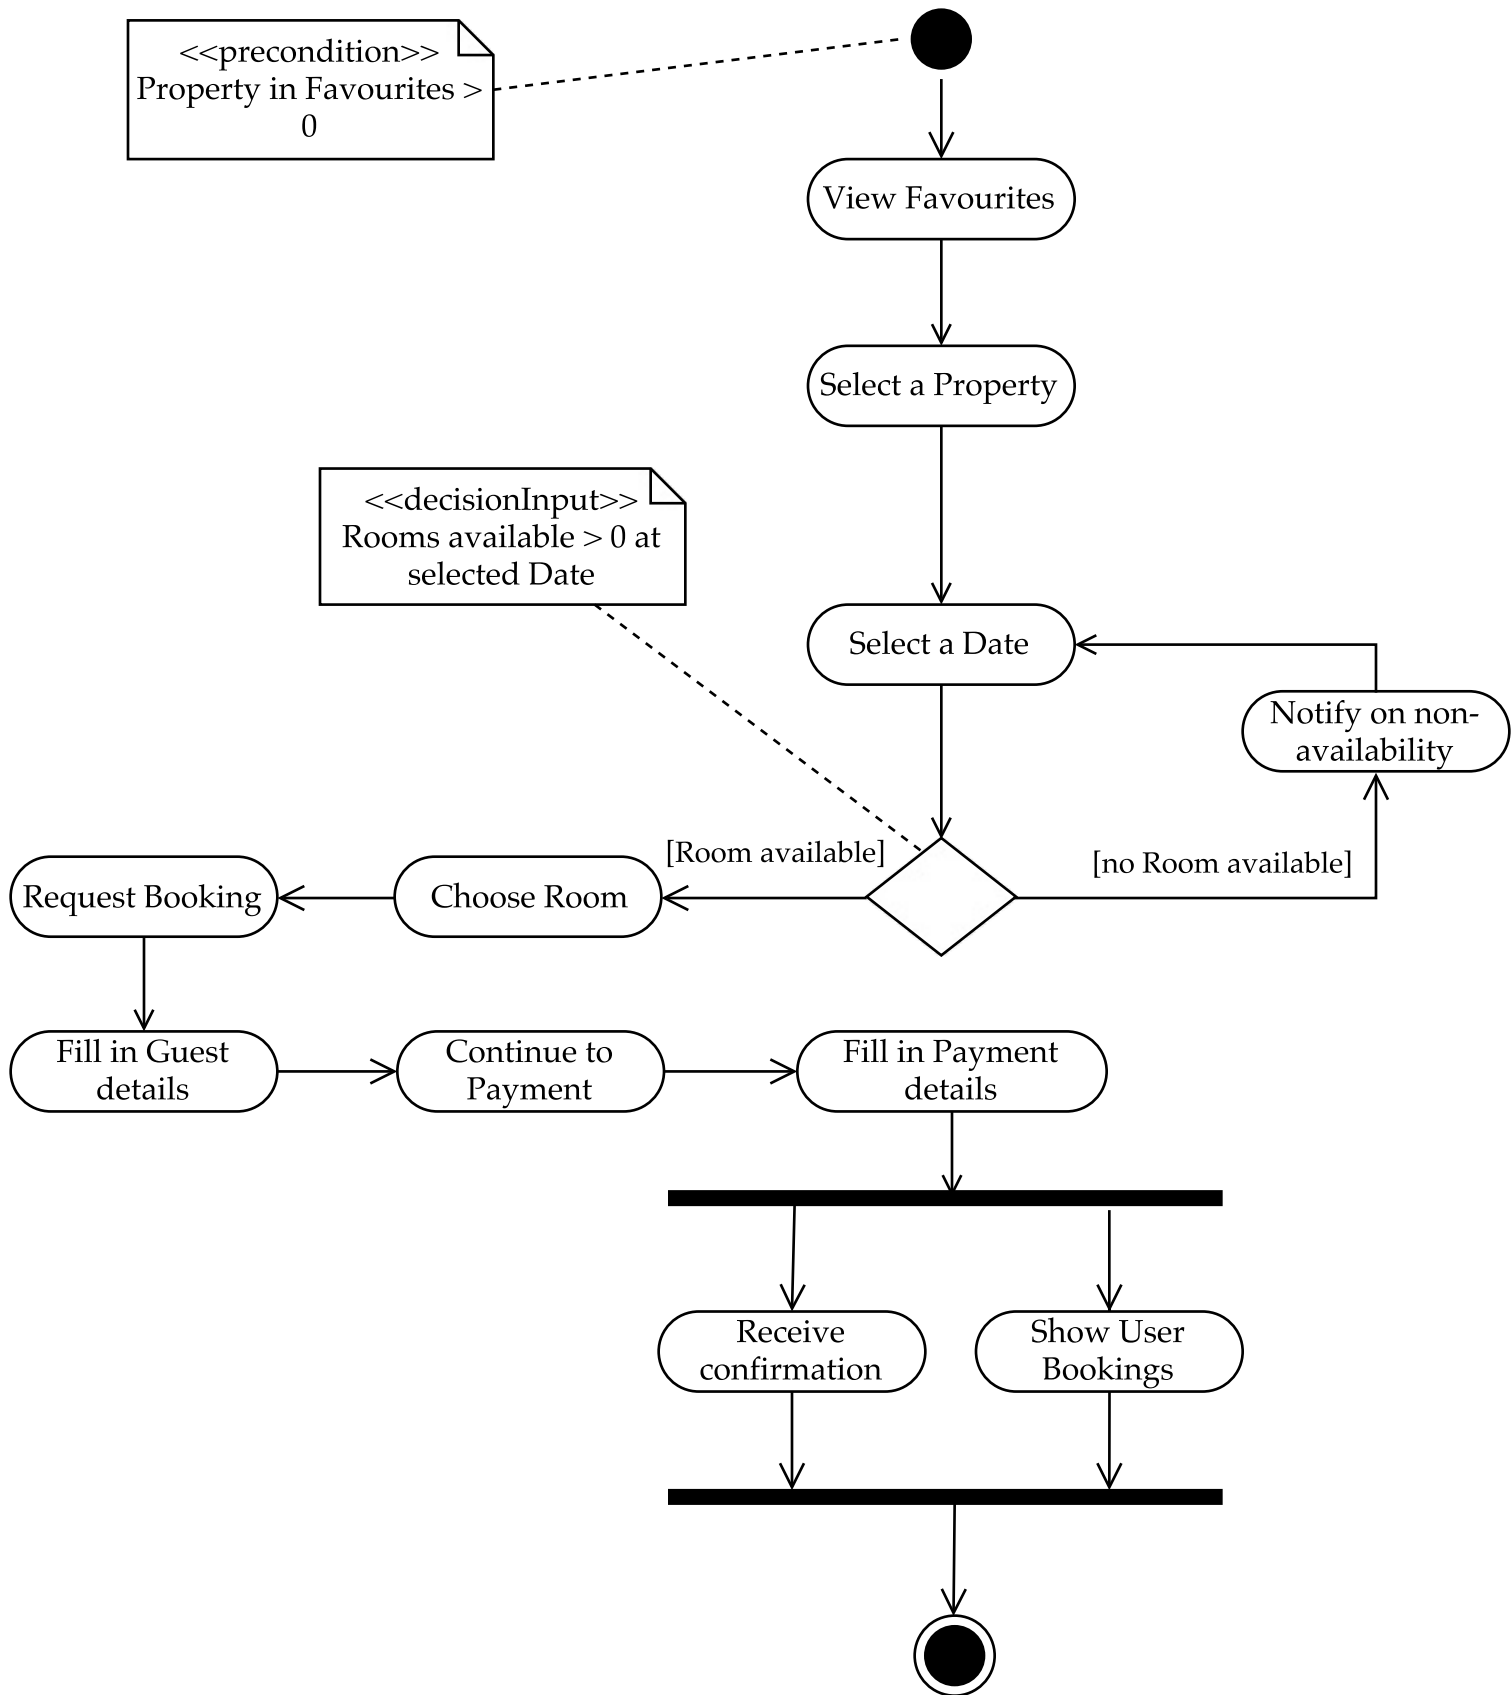 <<precondition>>
Property in Favourites >
0
View Favourites
Select a Property
<<decisionInput>>
Rooms available > 0 at
selected Date
Select a Date
Notify on non-
availability
[Room available]
[no Room available]
Request Booking
Choose Room
Fill in Guest
details
Continue to
Payment
Fill in Payment
details
Receive
confirmation
Show User
Bookings